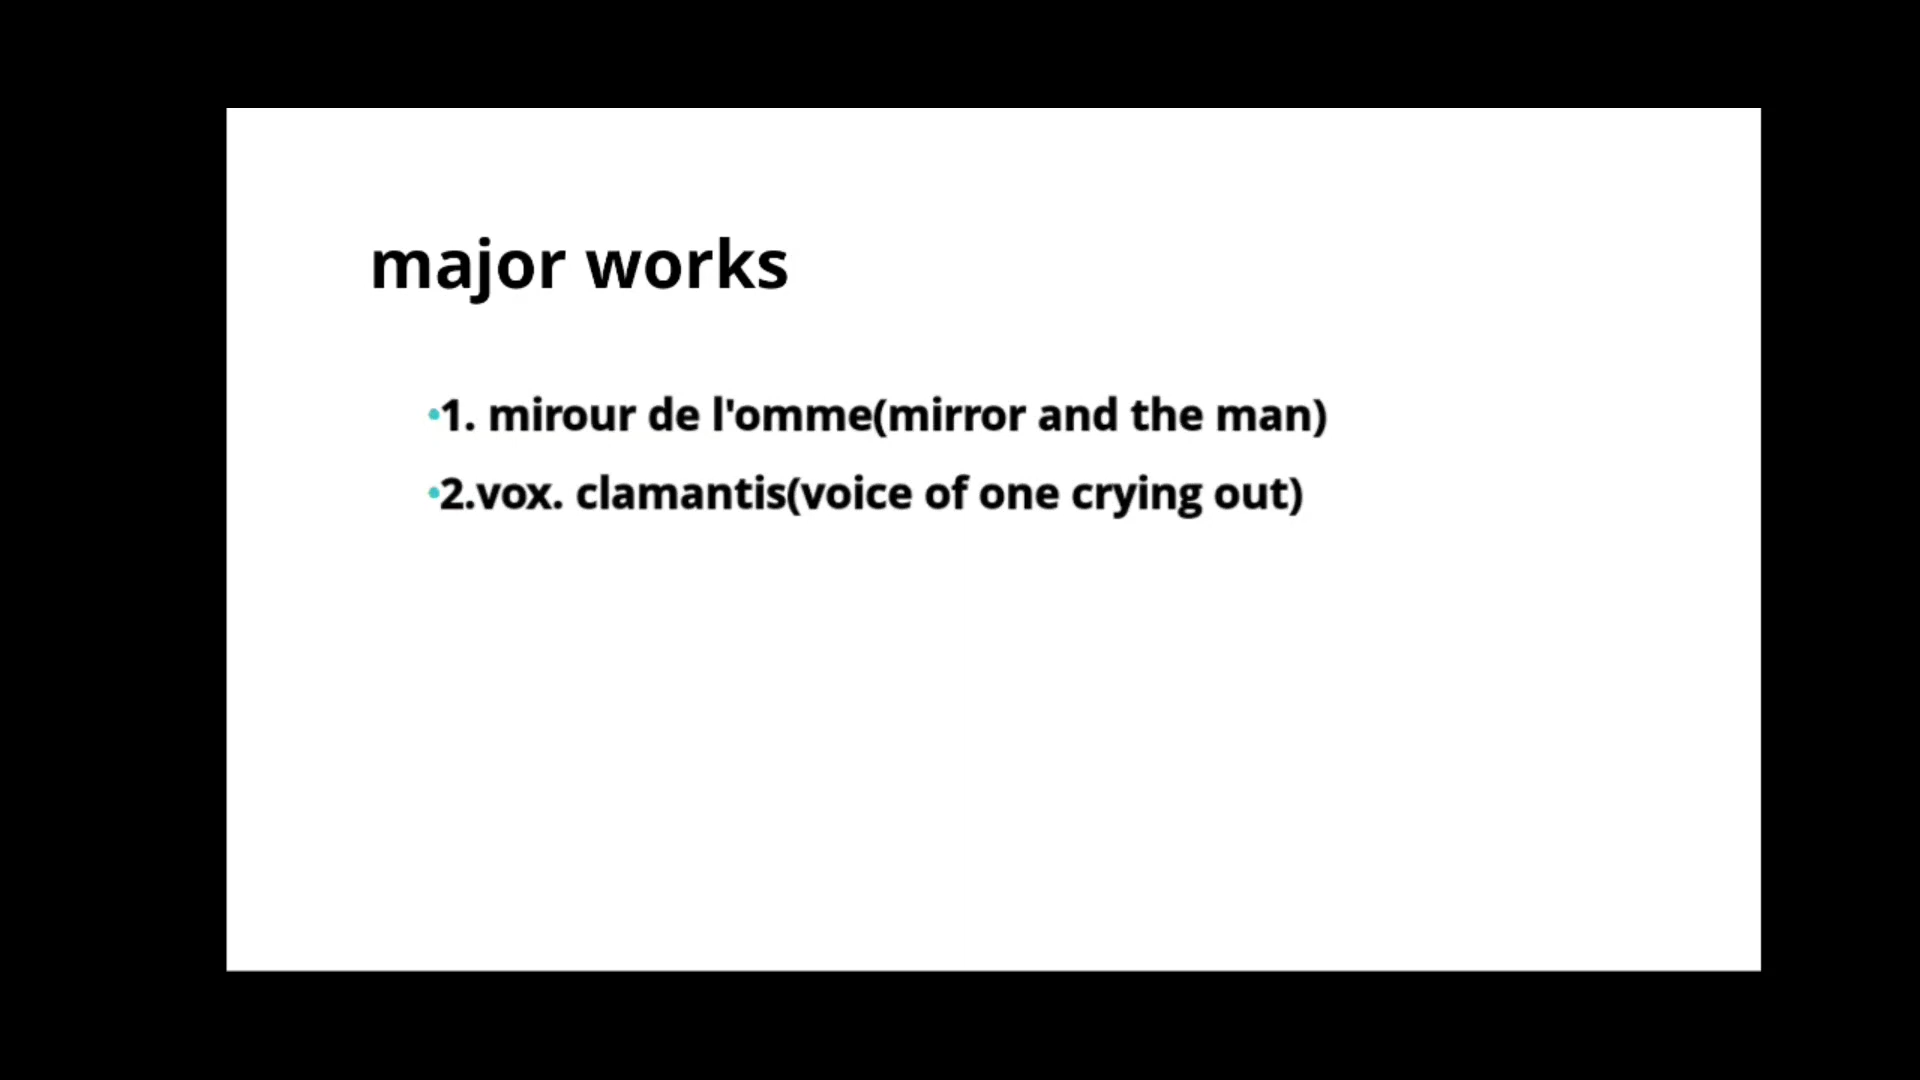 major works
•1. mirour de l'omme(mirror and the man)
•2.vox. clamantis(voice of one crying out)